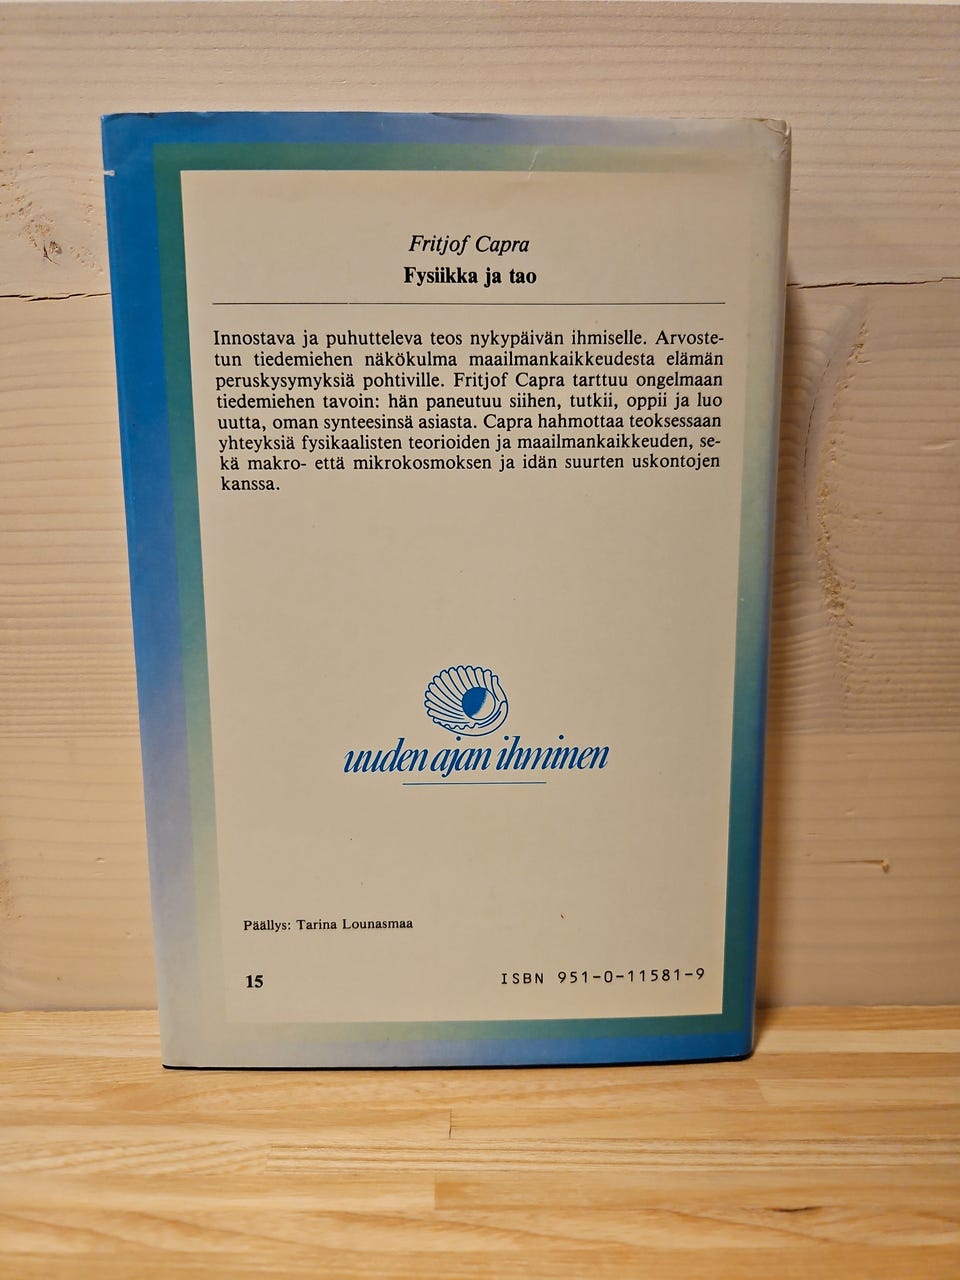 Fritjof Capra
Fysiikka ja tao
Innostava ja puhutteleva teos nykypäivän ihmiselle. Arvoste-
tun tiedemiehen näkökulma maailmankaikkeudesta elämän
peruskysymyksiä pohtiville. Fritjof Capra tarttuu ongelmaan
tiedemiehen tavoin: hän paneutuu siihen, tutkii, oppii ja luo
uutta, oman synteesinsä asiasta. Capra hahmottaa teoksessaan
yhteyksiä fysikaalisten teorioiden ja maailmankaikkeuden, se-
kä makro- että mikrokosmoksen ja idän suurten uskontojen
kanssa.
uuden ajan ihminen
Päällys: Tarina Lounasmaa
15
ISBN 951-0-11581-9